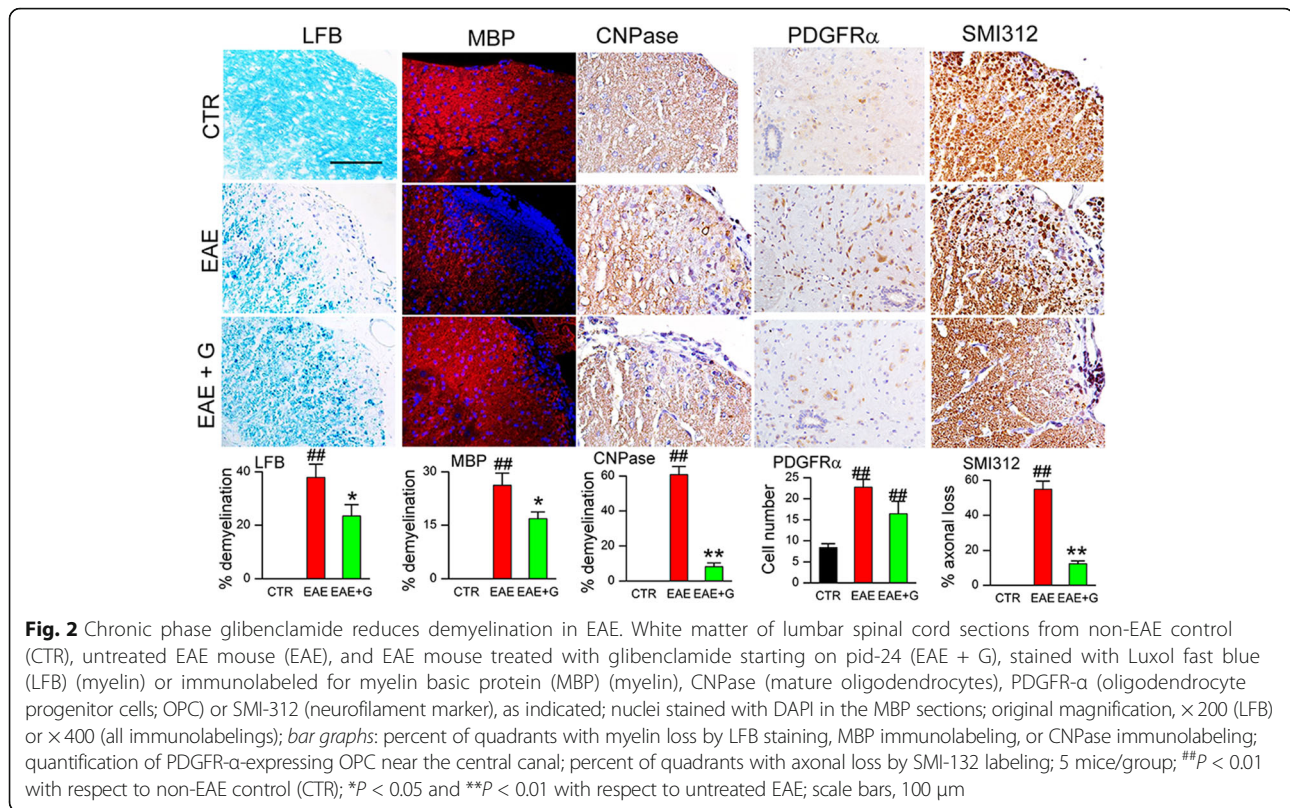 LFB MBP CNPase PDGFRα SMI312
CTR
EAE
EAE + G
LFB
% demyelination
40
20
0
##
*
CTR EAE EAE+G
MBP
% demyelination
30
15
0
##
*
CTR EAE EAE+G
CNPase
% demyelination
60
40
20
0
##
**
CTR EAE EAE+G
PDGFRα
Cell number
25
20
15
10
5
0
##
##
CTR EAE EAE+G
SMI312
% axonal loss
60
40
20
0
##
**
CTR EAE EAE+G
Fig. 2 Chronic phase glibenclamide reduces demyelination in EAE. White matter of lumbar spinal cord sections from non-EAE control
(CTR), untreated EAE mouse (EAE), and EAE mouse treated with glibenclamide starting on pid-24 (EAE + G), stained with Luxol fast blue
(LFB) (myelin) or immunolabeled for myelin basic protein (MBP) (myelin), CNPase (mature oligodendrocytes), PDGFR-α (oligodendrocyte
progenitor cells; OPC) or SMI-312 (neurofilament marker), as indicated; nuclei stained with DAPI in the MBP sections; original magnification, × 200 (LFB)
or × 400 (all immunolabelings); bar graphs: percent of quadrants with myelin loss by LFB staining, MBP immunolabeling, or CNPase immunolabeling;
quantification of PDGFR-α-expressing OPC near the central canal; percent of quadrants with axonal loss by SMI-132 labeling; 5 mice/group; ##P < 0.01
with respect to non-EAE control (CTR); *P < 0.05 and **P < 0.01 with respect to untreated EAE; scale bars, 100 μm